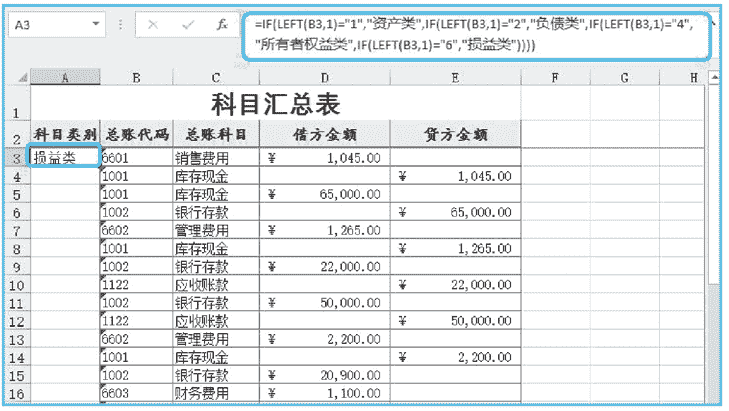 A3 fx =IF(LEFT(B3,1)="1","资产类",IF(LEFT(B3,1)="2","负债类",IF(LEFT(B3,1)="4",
"所有者权益类",IF(LEFT(B3,1)="6","损益类"))))
A B C D E F G H
1 科目汇总表
2 科目类别 总账代码 总账科目 借方金额 贷方金额
3 损益类 6601 销售费用 ¥ 1,045.00
4 1001 库存现金 ¥ 1,045.00
5 1001 库存现金 ¥ 65,000.00
6 1002 银行存款 ¥ 65,000.00
7 6602 管理费用 ¥ 1,265.00
8 1001 库存现金 ¥ 1,265.00
9 1002 银行存款 ¥ 22,000.00
10 1122 应收账款 ¥ 22,000.00
11 1002 银行存款 ¥ 50,000.00
12 1122 应收账款 ¥ 50,000.00
13 6602 管理费用 ¥ 2,200.00
14 1001 库存现金 ¥ 2,200.00
15 1002 银行存款 ¥ 20,900.00
16 6603 财务费用 ¥ 1,100.00